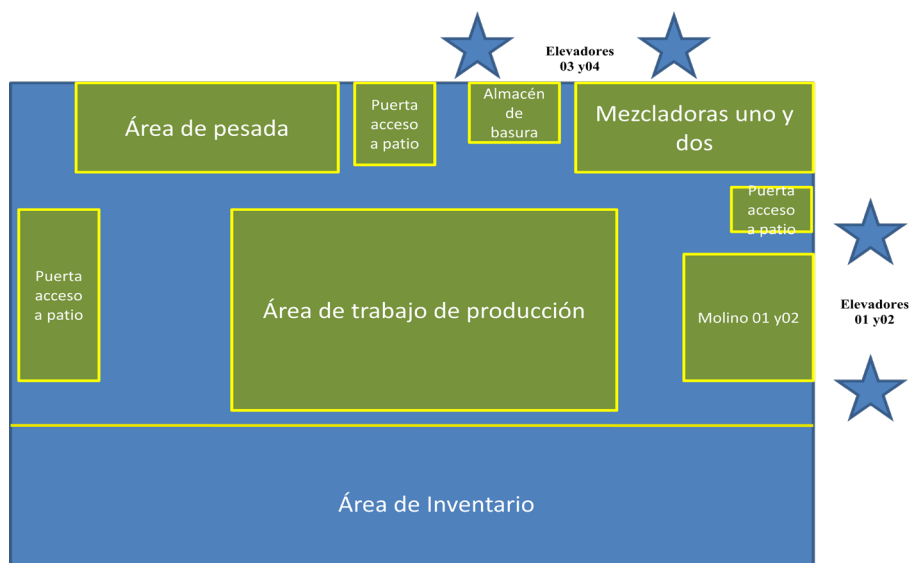 Elevadores
03 y04
Área de pesada
Puerta
acceso
a patio
Almacén
de
basura
Mezcladoras uno y
dos
Puerta
acceso
a patio
Puerta
acceso
a patio
Área de trabajo de producción
Molino 01 y02
Elevadores
01 y02
Área de Inventario